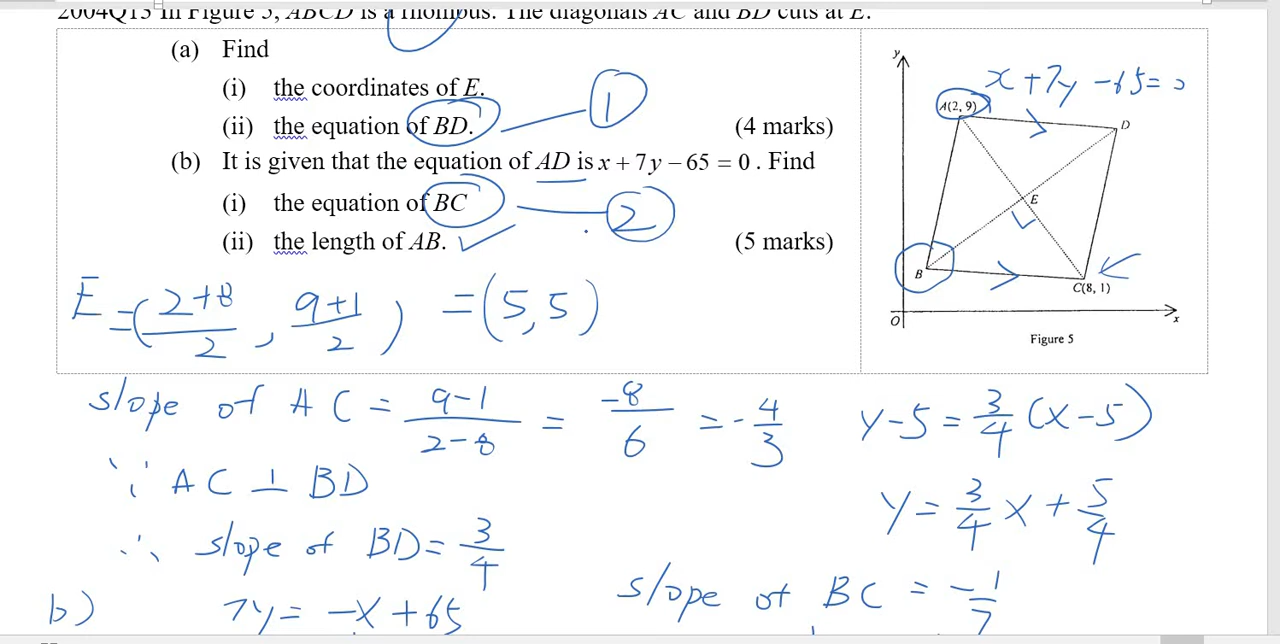 2004Q13 In Figure 5, ABCD is a rhombus. The diagonals AC and BD cuts at E.
(a) Find
(i) the coordinates of E.
(ii) the equation of BD. (4 marks)
1
(b) It is given that the equation of AD is x + 7y − 65 = 0. Find
(i) the equation of BC
2
(ii) the length of AB. (5 marks)
y
x + 7y − 65 =
A(2, 9)
D
E
B
C(8, 1)
O
x
Figure 5
E = (2+8/2, 9+1/2) = (5,5)
slope of AC = 9−1/2−8 = −8/6 = −4/3
y−5 = 3/4 (x−5)
∵ AC ⊥ BD
y = 3/4 x + 5/4
∴ slope of BD = 3/4
slope of BC = −1/7
b) 7y = −x + 65